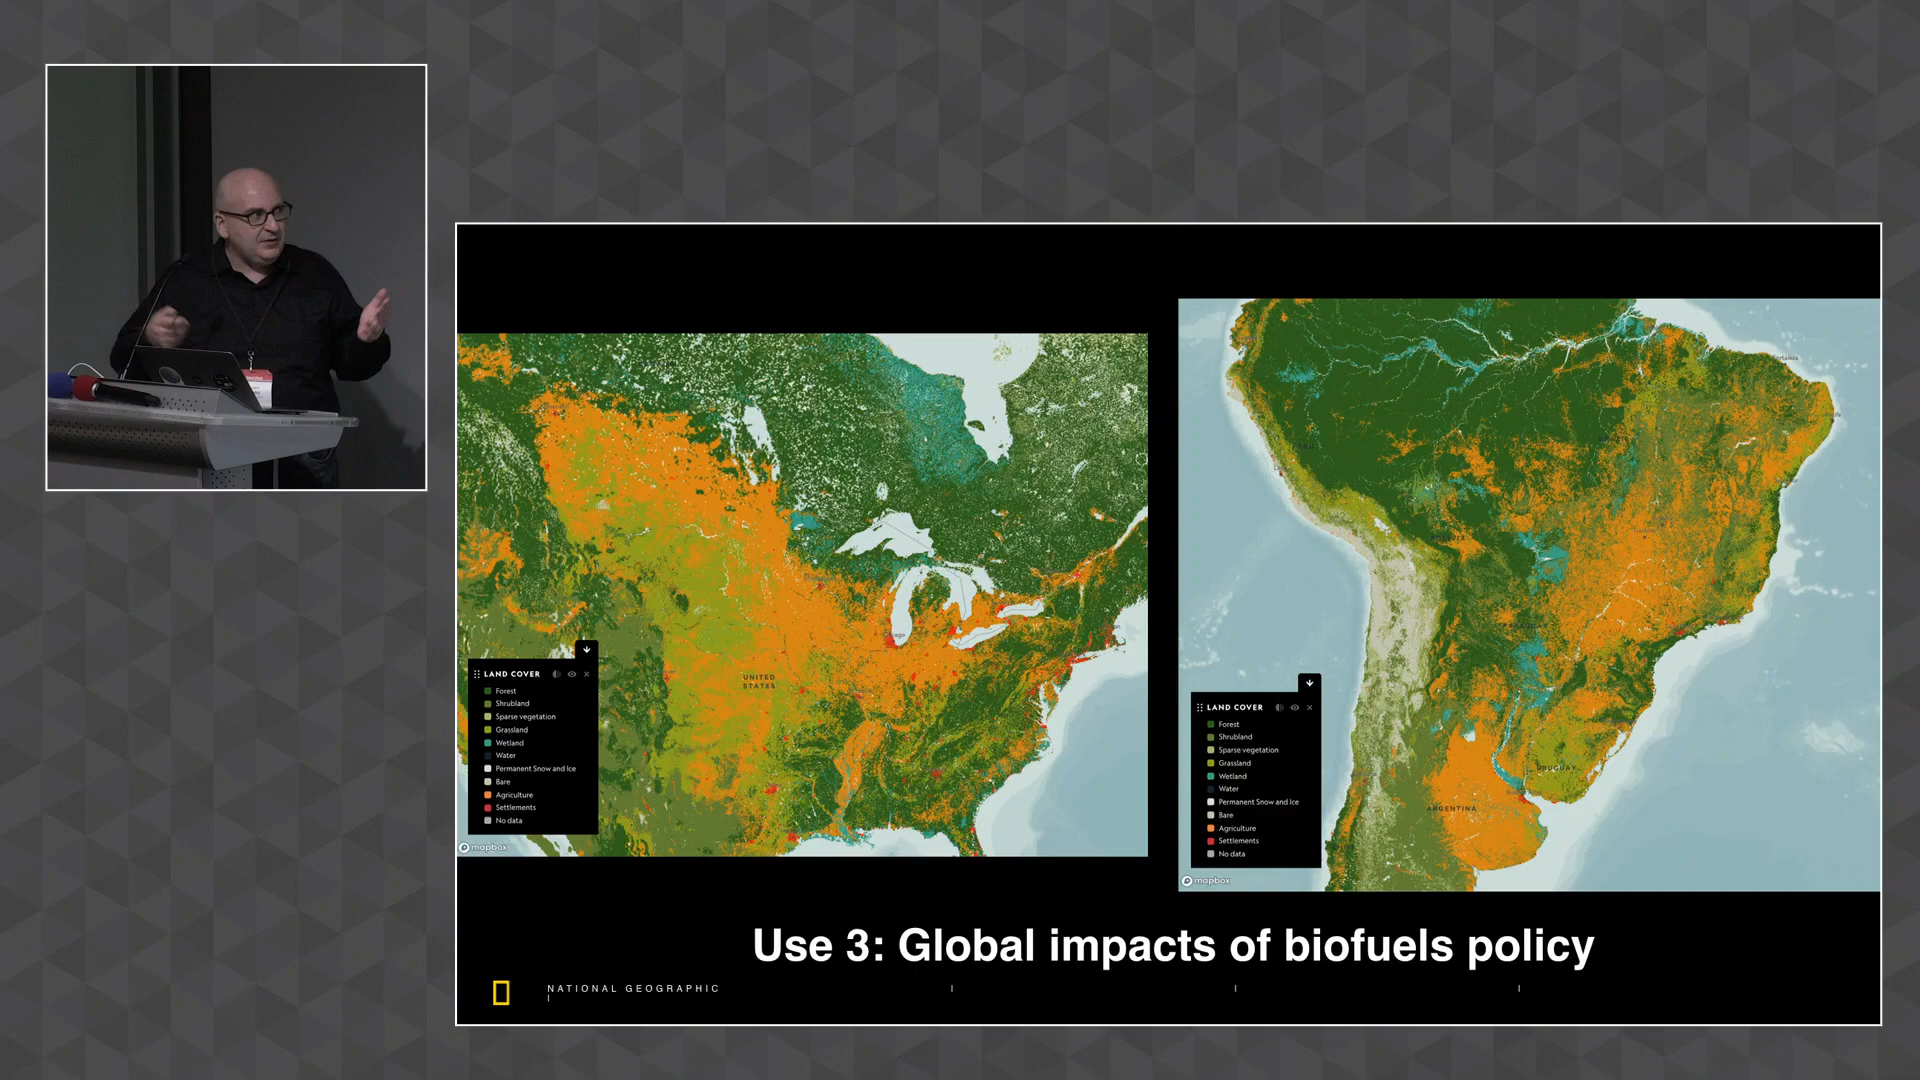 UNITED
STATES
LAND COVER
Forest
Shrubland
Sparse vegetation
Grassland
Wetland
Water
Permanent Snow and Ice
Bare
Agriculture
Settlements
No data
mapbox
URUGUAY
ARGENTINA
LAND COVER
Forest
Shrubland
Sparse vegetation
Grassland
Wetland
Water
Permanent Snow and Ice
Bare
Agriculture
Settlements
No data
mapbox
Use 3: Global impacts of biofuels policy
NATIONAL GEOGRAPHIC